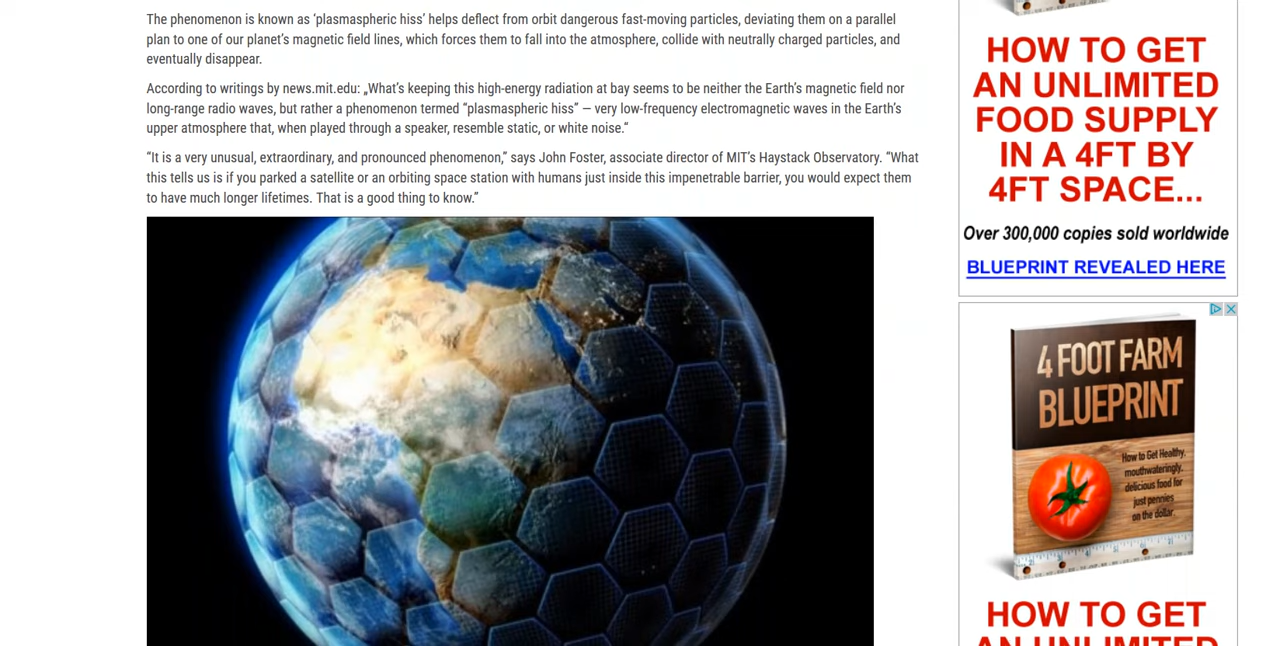 The phenomenon is known as ‘plasmaspheric hiss’ helps deflect from orbit dangerous fast-moving particles, deviating them on a parallel
plan to one of our planet’s magnetic field lines, which forces them to fall into the atmosphere, collide with neutrally charged particles, and
eventually disappear.
According to writings by news.mit.edu: „What’s keeping this high-energy radiation at bay seems to be neither the Earth’s magnetic field nor
long-range radio waves, but rather a phenomenon termed “plasmaspheric hiss” — very low-frequency electromagnetic waves in the Earth’s
upper atmosphere that, when played through a speaker, resemble static, or white noise.“
“It is a very unusual, extraordinary, and pronounced phenomenon,” says John Foster, associate director of MIT’s Haystack Observatory. “What
this tells us is if you parked a satellite or an orbiting space station with humans just inside this impenetrable barrier, you would expect them
to have much longer lifetimes. That is a good thing to know.”
HOW TO GET
AN UNLIMITED
FOOD SUPPLY
IN A 4FT BY
4FT SPACE...
Over 300,000 copies sold worldwide
BLUEPRINT REVEALED HERE
4 FOOT FARM
BLUEPRINT
How to Get Healthy,
mouthwateringly,
delicious food for
just pennies
on the dollar.
HOW TO GET
AN UNLIMITED